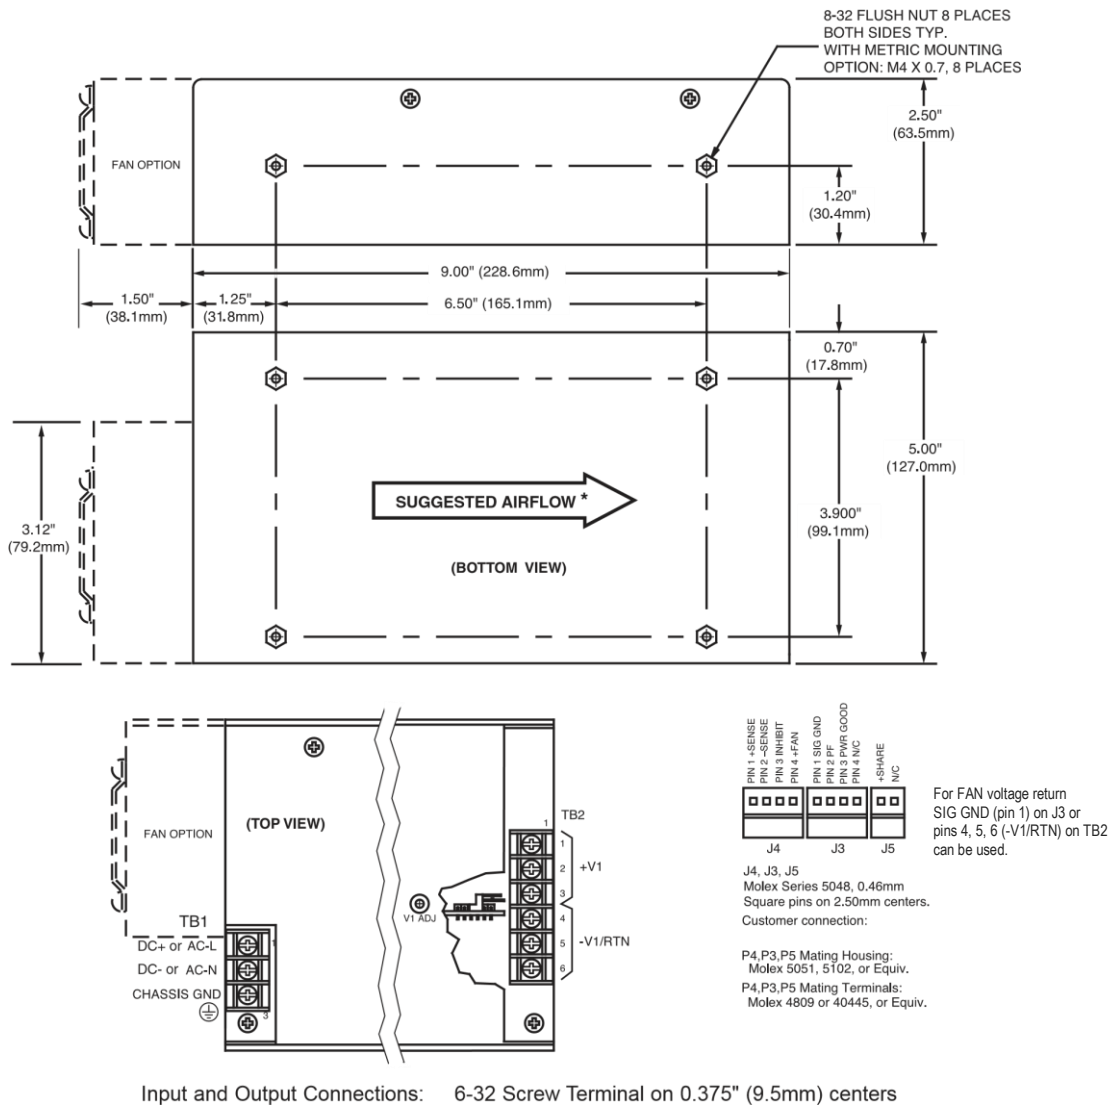 8-32 FLUSH NUT 8 PLACES
BOTH SIDES TYP.
WITH METRIC MOUNTING
OPTION: M4 X 0.7, 8 PLACES
2.50"
(63.5mm)
FAN OPTION
1.20"
(30.4mm)
9.00" (228.6mm)
1.50"
(38.1mm)
1.25"
(31.8mm)
6.50" (165.1mm)
0.70"
(17.8mm)
5.00"
(127.0mm)
SUGGESTED AIRFLOW *
3.900"
(99.1mm)
3.12"
(79.2mm)
(BOTTOM VIEW)
FAN OPTION
(TOP VIEW)
TB2
1
1
2
3
+V1
4
5
6
-V1/RTN
V1 ADJ
TB1
DC+ or AC-L
DC- or AC-N
CHASSIS GND
1
3
PIN 1 +SENSE
PIN 2 –SENSE
PIN 3 INHIBIT
PIN 4 +FAN
PIN 1 SIG GND
PIN 2 PF
PIN 3 PWR GOOD
PIN 4 N/C
+SHARE
N/C
J4
J3
J5
For FAN voltage return
SIG GND (pin 1) on J3 or
pins 4, 5, 6 (-V1/RTN) on TB2
can be used.
J4, J3, J5
Molex Series 5048, 0.46mm
Square pins on 2.50mm centers.
Customer connection:
P4,P3,P5 Mating Housing:
Molex 5051, 5102, or Equiv.
P4,P3,P5 Mating Terminals:
Molex 4809 or 40445, or Equiv.
Input and Output Connections: 6-32 Screw Terminal on 0.375" (9.5mm) centers